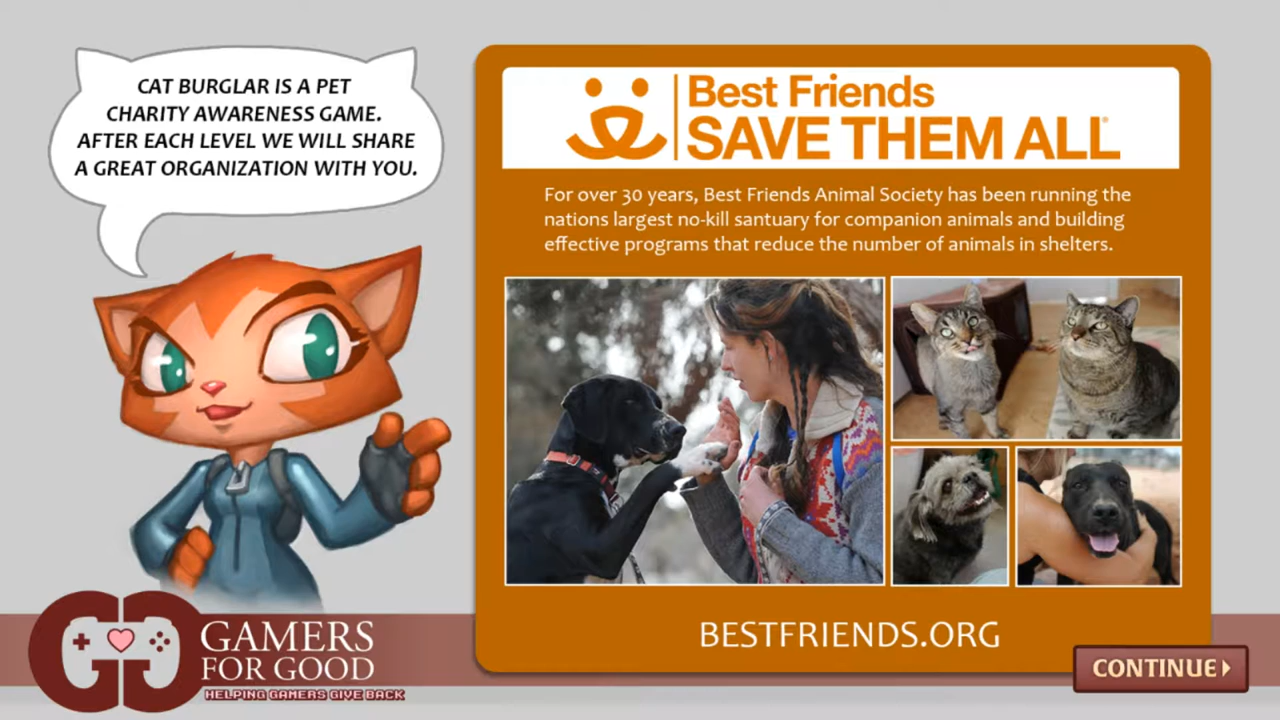 CAT BURGLAR IS A PET
CHARITY AWARENESS GAME.
AFTER EACH LEVEL WE WILL SHARE
A GREAT ORGANIZATION WITH YOU.
Best Friends
SAVE THEM ALL®
For over 30 years, Best Friends Animal Society has been running the
nations largest no-kill santuary for companion animals and building
effective programs that reduce the number of animals in shelters.
BESTFRIENDS.ORG
GAMERS
FOR GOOD
HELPING GAMERS GIVE BACK
CONTINUE